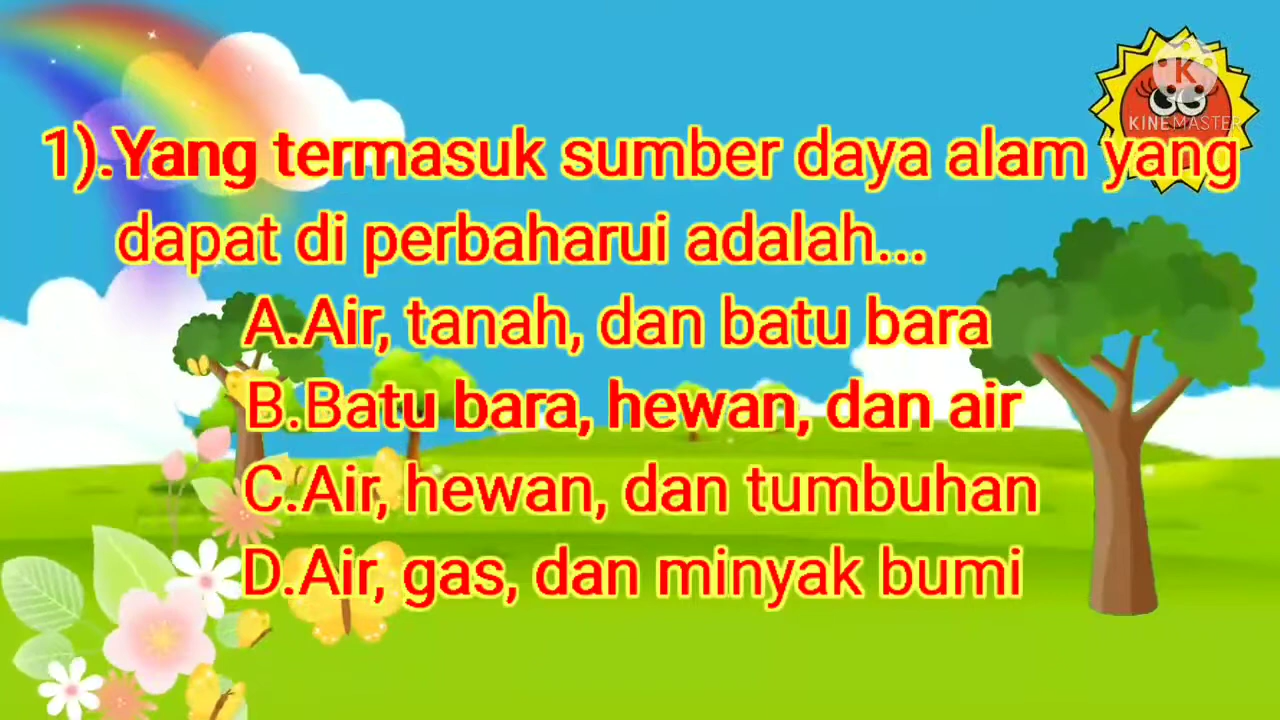 KINEMASTER
1).Yang termasuk sumber daya alam yang
dapat di perbaharui adalah...
A.Air, tanah, dan batu bara
B.Batu bara, hewan, dan air
C.Air, hewan, dan tumbuhan
D.Air, gas, dan minyak bumi